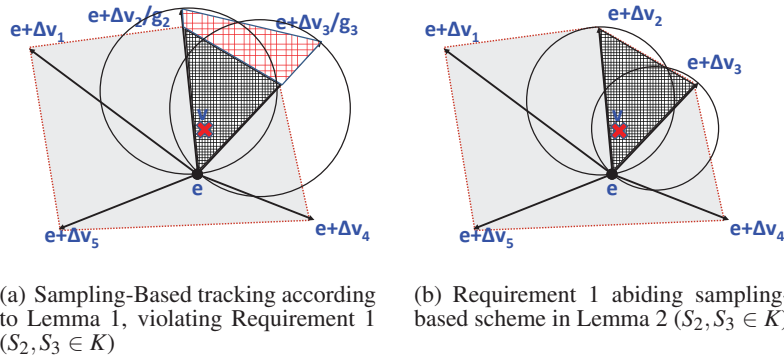 e+Δv₂/g₂
e+Δv₁
e+Δv₃/g₃
v
e
e+Δv₅
e+Δv₄
e+Δv₂
e+Δv₁
e+Δv₃
v
e
e+Δv₅
e+Δv₄
(a) Sampling-Based tracking according
to Lemma 1, violating Requirement 1
(S₂, S₃ ∈ K)
(b) Requirement 1 abiding sampling-
based scheme in Lemma 2 (S₂, S₃ ∈ K)